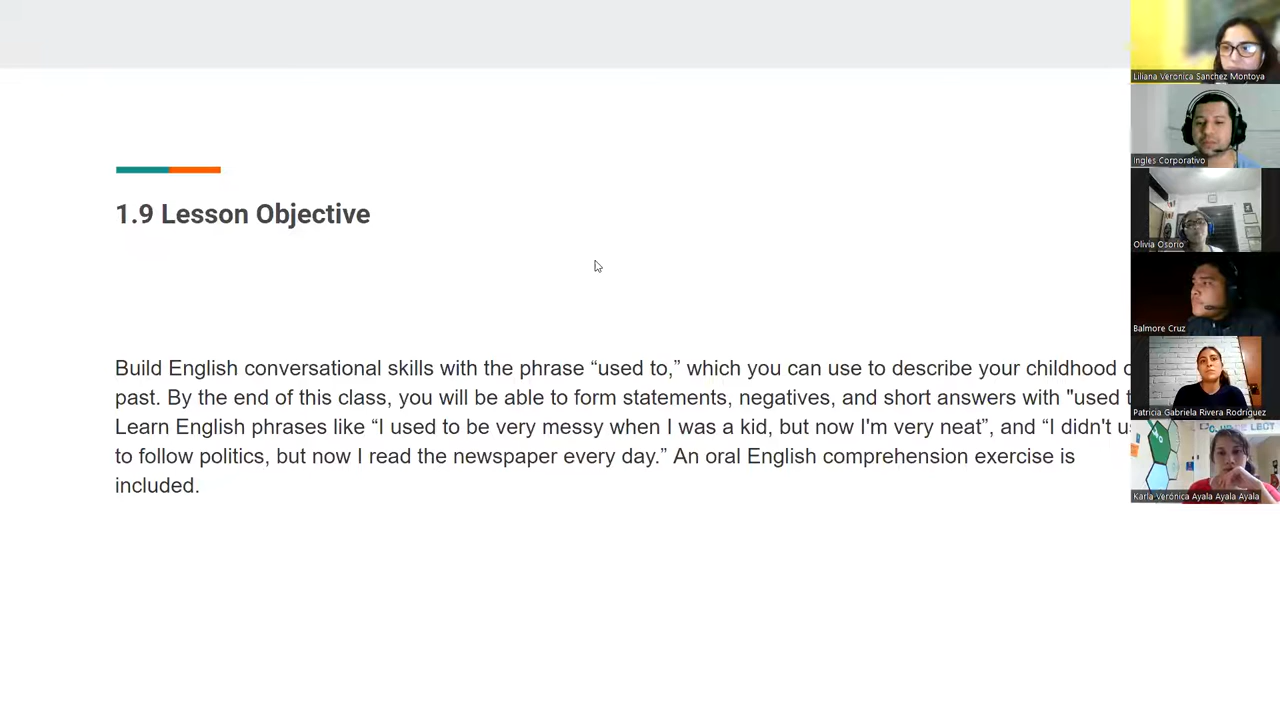 1.9 Lesson Objective
Build English conversational skills with the phrase “used to,” which you can use to describe your childhood
past. By the end of this class, you will be able to form statements, negatives, and short answers with "used
Learn English phrases like “I used to be very messy when I was a kid, but now I'm very neat”, and “I didn't
to follow politics, but now I read the newspaper every day.” An oral English comprehension exercise is
included.
Liliana Veronica Sanchez Montoya
Ingles Corporativo
Olivia Osorio
Balmore Cruz
Patricia Gabriela Rivera Rodríguez
Karla Verónica Ayala Ayala Ayala